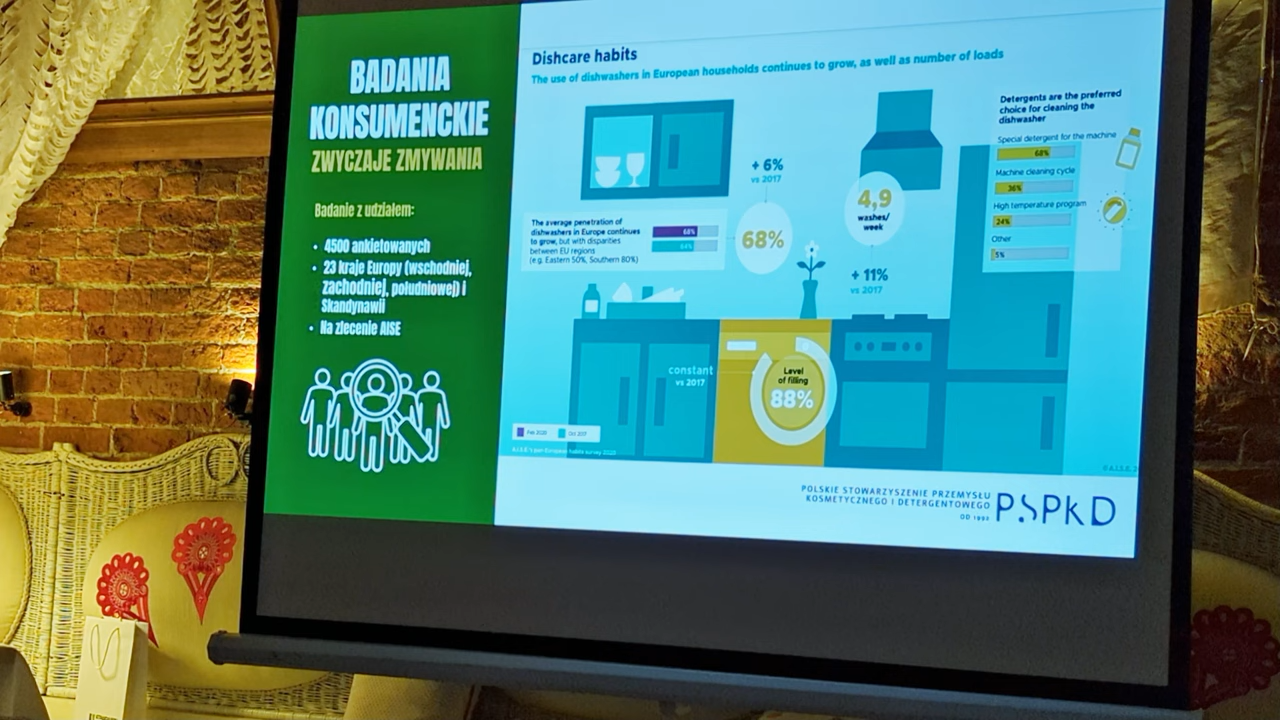 BADANIA
KONSUMENCKIE
ZWYCZAJE ZMYWANIA
Badanie z udziałem:
• 4500 ankietowanych
• 23 kraje Europy (wschodniej,
zachodniej, południowej) i
Skandynawii
• Na zlecenie AISE
Dishcare habits
The use of dishwashers in European households continues to grow, as well as number of loads
The average penetration of
dishwashers in Europe continues
to grow, but with disparities
between EU regions
(e.g. Eastern 50%, Southern 80%)
68%
64%
+ 6%
vs 2017
68%
4,9
washes/
week
+ 11%
vs 2017
Detergents are the preferred
choice for cleaning the
dishwasher
Special detergent for the machine
68%
Machine cleaning cycle
36%
High temperature program
24%
Other
5%
constant
vs 2017
Level
of filling
88%
Feb 2020
Oct 2017
A.I.S.E.'s pan-European habits survey 2020
©A.I.S.E.
POLSKIE STOWARZYSZENIE PRZEMYSŁU
KOSMETYCZNEGO I DETERGENTOWEGO
OD 1992
PSPKD